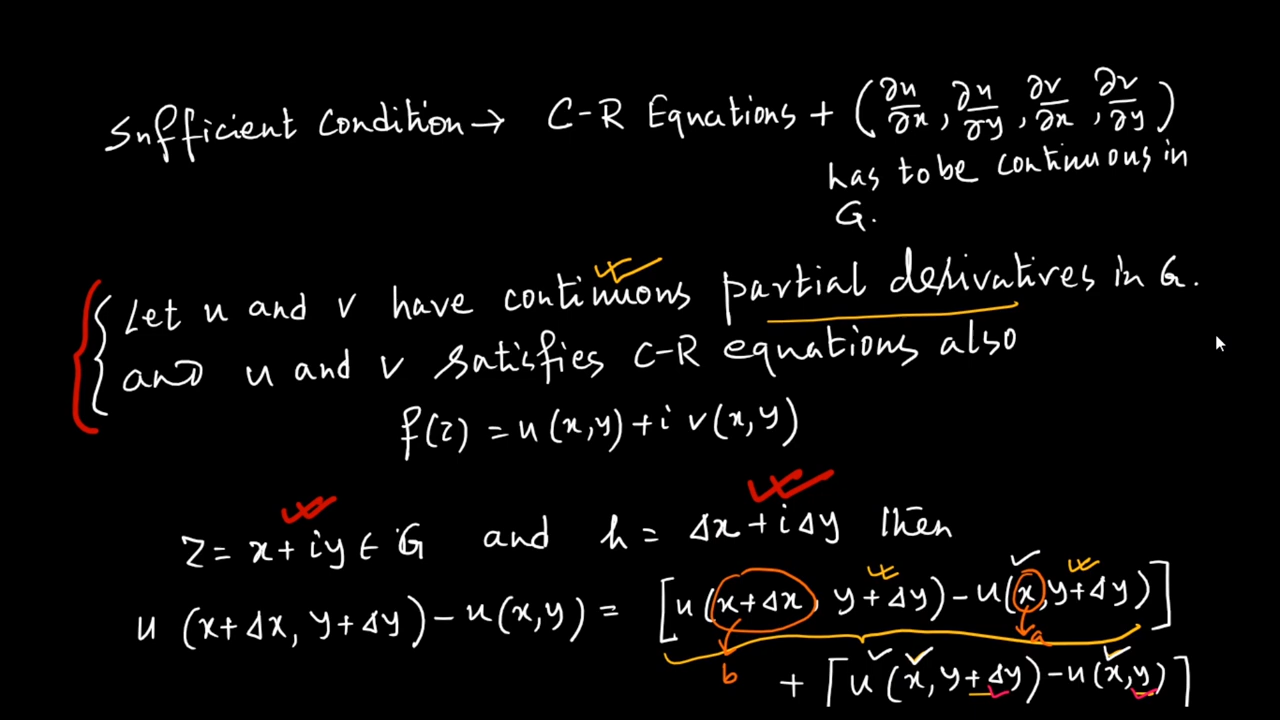 Sufficient Condition → C-R Equations + (∂u/∂x, ∂u/∂y, ∂v/∂x, ∂v/∂y)
has to be continuous in
G.
Let u and v have continuous partial derivatives in G.
and u and v satisfies C-R equations also
f(z) = u(x,y) + i v(x,y)
z = x + iy ∈ G and h = Δx + iΔy then
u (x+Δx, y+Δy) - u(x,y) = [u(x+Δx, y+Δy) - u(x, y+Δy)]
b a
+ [u(x, y+Δy) - u(x,y)]